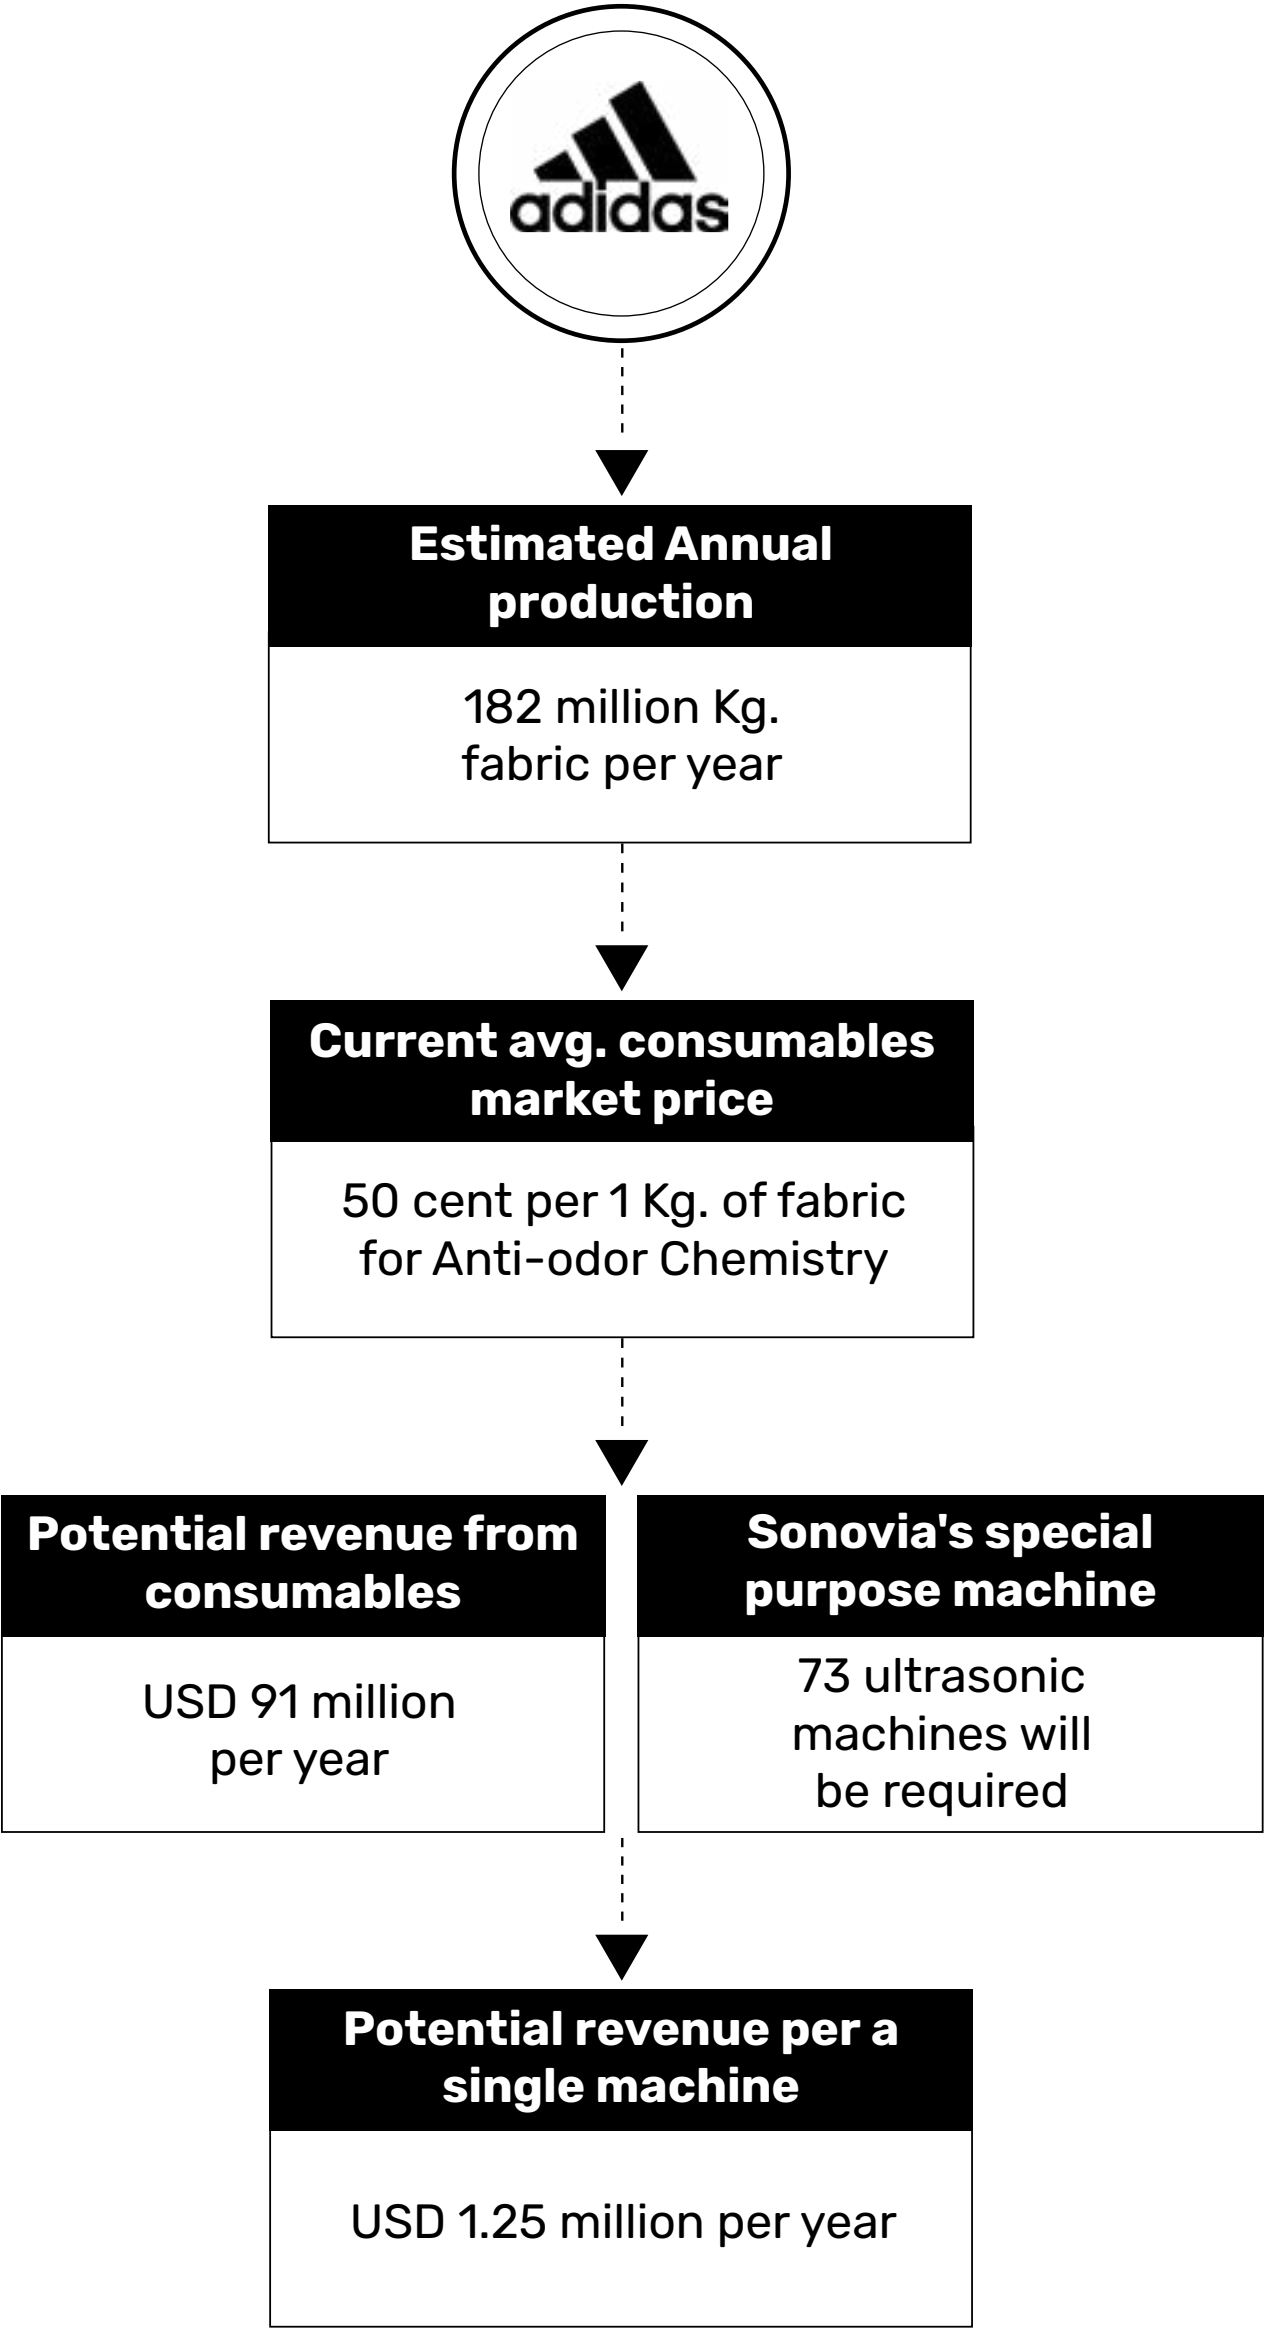 adidas
Estimated Annual
production
182 million Kg.
fabric per year
Current avg. consumables
market price
50 cent per 1 Kg. of fabric
for Anti-odor Chemistry
Potential revenue from
consumables
USD 91 million
per year
Sonovia's special
purpose machine
73 ultrasonic
machines will
be required
Potential revenue per a
single machine
USD 1.25 million per year